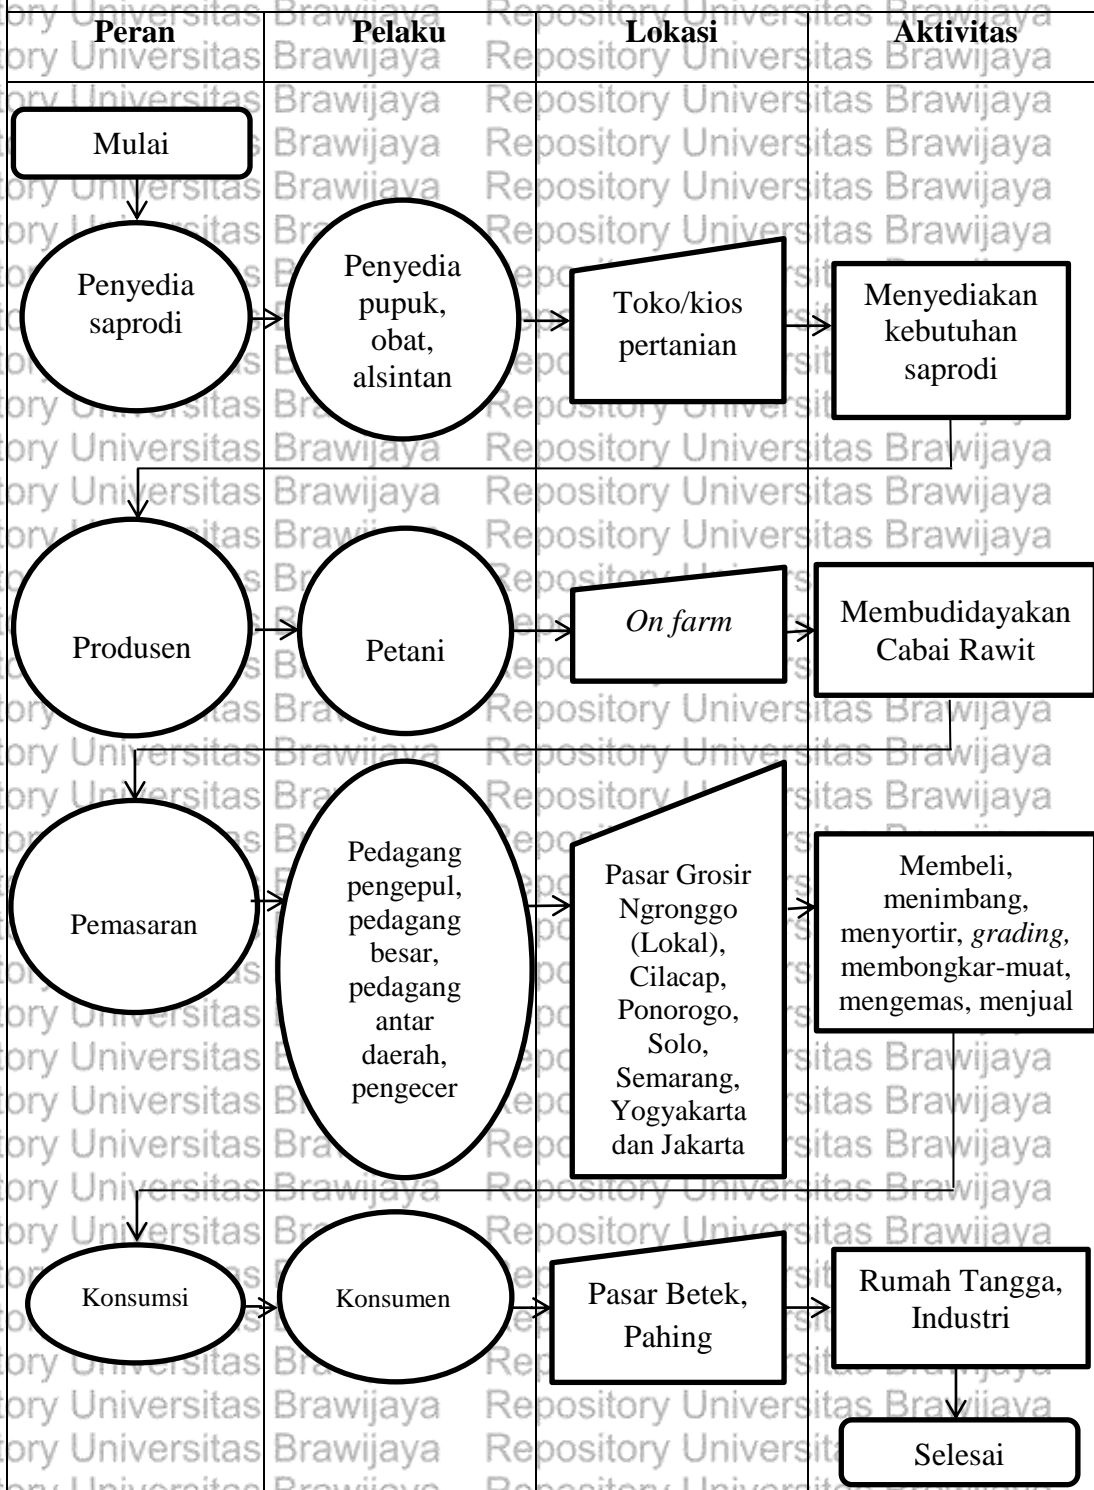 Peran Pelaku Lokasi Aktivitas
Mulai
Penyedia
saprodi
Penyedia
pupuk,
obat,
alsintan
Toko/kios
pertanian
Menyediakan
kebutuhan
saprodi
Produsen
Petani
On farm
Membudidayakan
Cabai Rawit
Pemasaran
Pedagang
pengepul,
pedagang
besar,
pedagang
antar
daerah,
pengecer
Pasar Grosir
Ngronggo
(Lokal),
Cilacap,
Ponorogo,
Solo,
Semarang,
Yogyakarta
dan Jakarta
Membeli,
menimbang,
menyortir, grading,
membongkar-muat,
mengemas, menjual
Konsumsi
Konsumen
Pasar Betek,
Pahing
Rumah Tangga,
Industri
Selesai
Repository Universitas Brawijaya